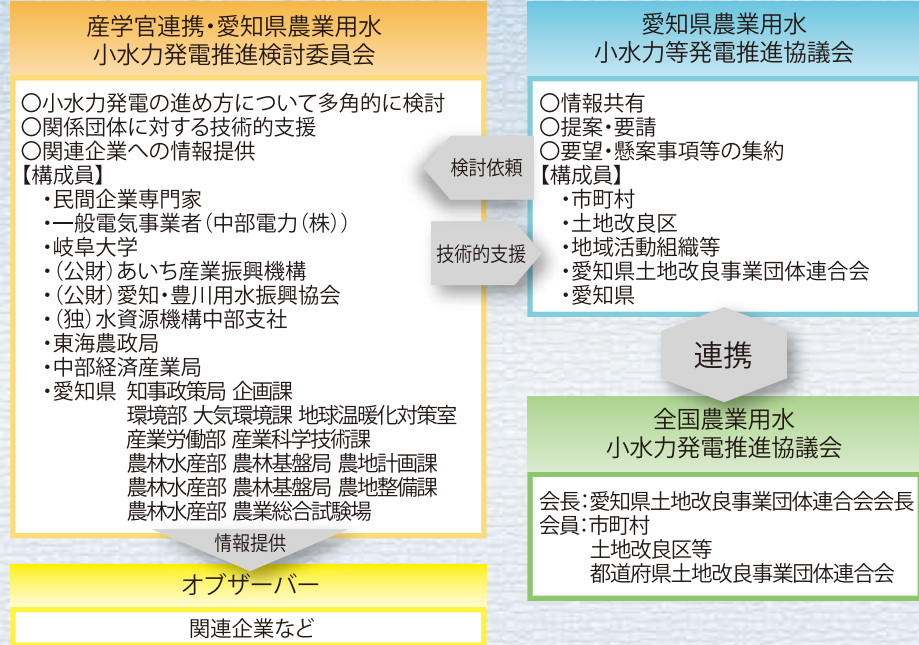 産学官連携・愛知県農業用水
小水力発電推進検討委員会
○小水力発電の進め方について多角的に検討
○関係団体に対する技術的支援
○関連企業への情報提供
【構成員】
・民間企業専門家
・一般電気事業者(中部電力(株))
・岐阜大学
・(公財)あいち産業振興機構
・(公財)愛知・豊川用水振興協会
・(独)水資源機構中部支社
・東海農政局
・中部経済産業局
・愛知県 知事政策局 企画課
環境部 大気環境課 地球温暖化対策室
産業労働部 産業科学技術課
農林水産部 農林基盤局 農地計画課
農林水産部 農林基盤局 農地整備課
農林水産部 農業総合試験場
情報提供
オブザーバー
関連企業など
検討依頼
技術的支援
愛知県農業用水
小水力等発電推進協議会
○情報共有
○提案・要請
○要望・懸案事項等の集約
【構成員】
・市町村
・土地改良区
・地域活動組織等
・愛知県土地改良事業団体連合会
・愛知県
連携
全国農業用水
小水力発電推進協議会
会長:愛知県土地改良事業団体連合会会長
会員:市町村
土地改良区等
都道府県土地改良事業団体連合会